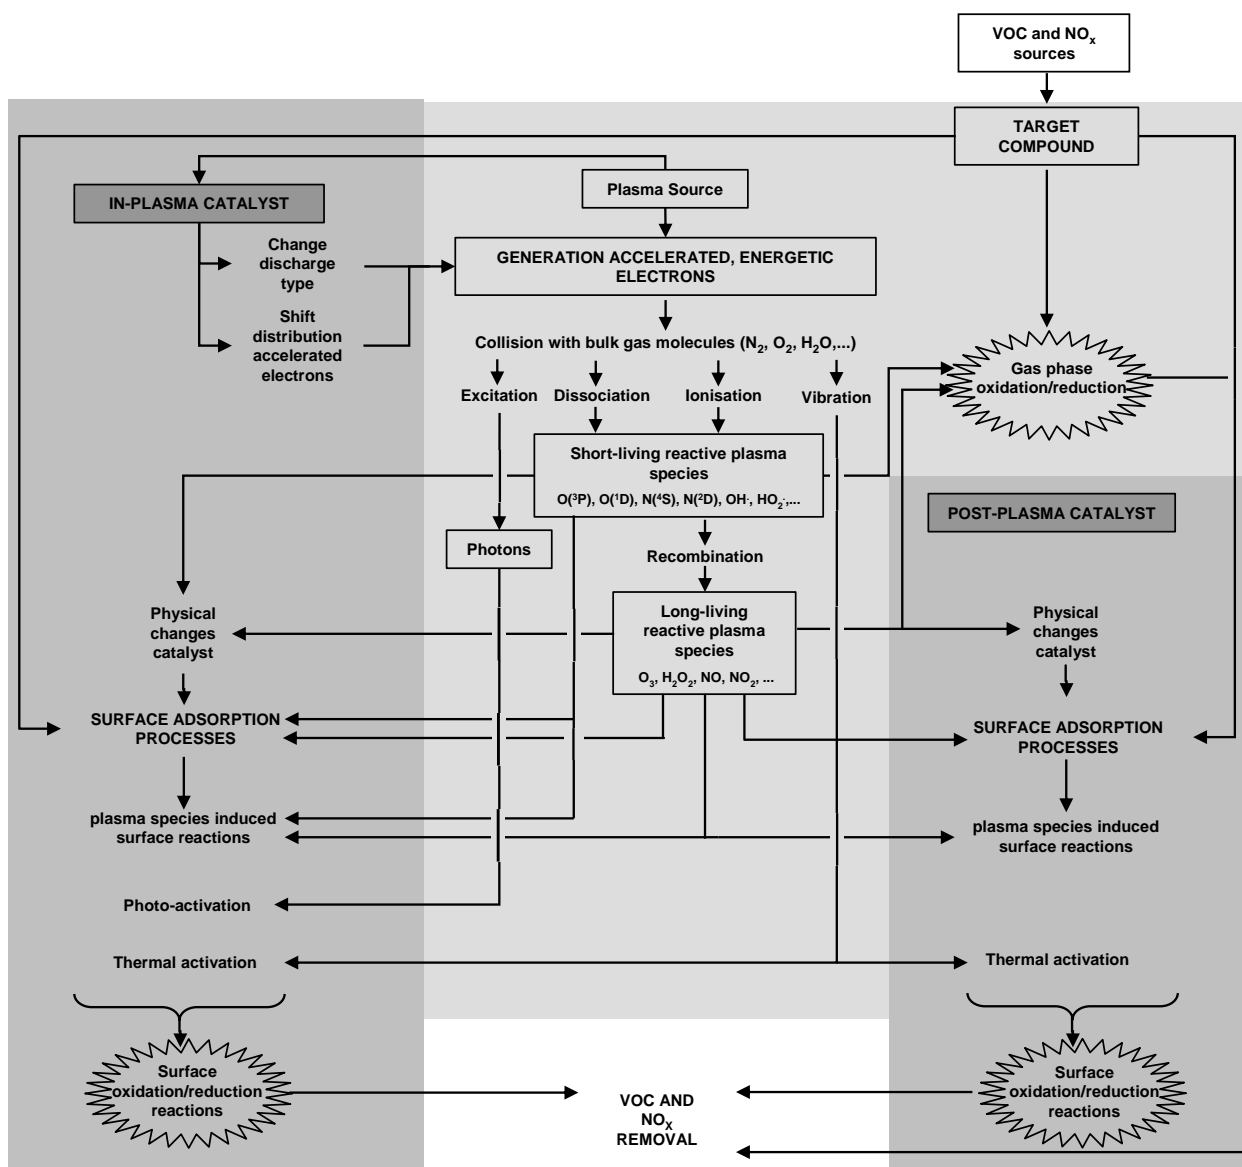 VOC and NOx
sources
TARGET
COMPOUND
Plasma Source
IN-PLASMA CATALYST
Change
discharge
type
GENERATION ACCELERATED, ENERGETIC
ELECTRONS
Shift
distribution
accelerated
electrons
Collision with bulk gas molecules (N2, O2, H2O,...)
Gas phase
oxidation/reduction
Excitation
Dissociation
Ionisation
Vibration
Short-living reactive plasma
species
O(3P), O(1D), N(4S), N(2D), OH·, HO2·,...
POST-PLASMA CATALYST
Photons
Recombination
Physical
changes
catalyst
Long-living
reactive plasma
species
O3, H2O2, NO, NO2, ...
Physical
changes
catalyst
SURFACE ADSORPTION
PROCESSES
SURFACE ADSORPTION
PROCESSES
plasma species induced
surface reactions
plasma species induced
surface reactions
Photo-activation
Thermal activation
Thermal activation
Surface
oxidation/reduction
reactions
VOC AND
NOX
REMOVAL
Surface
oxidation/reduction
reactions